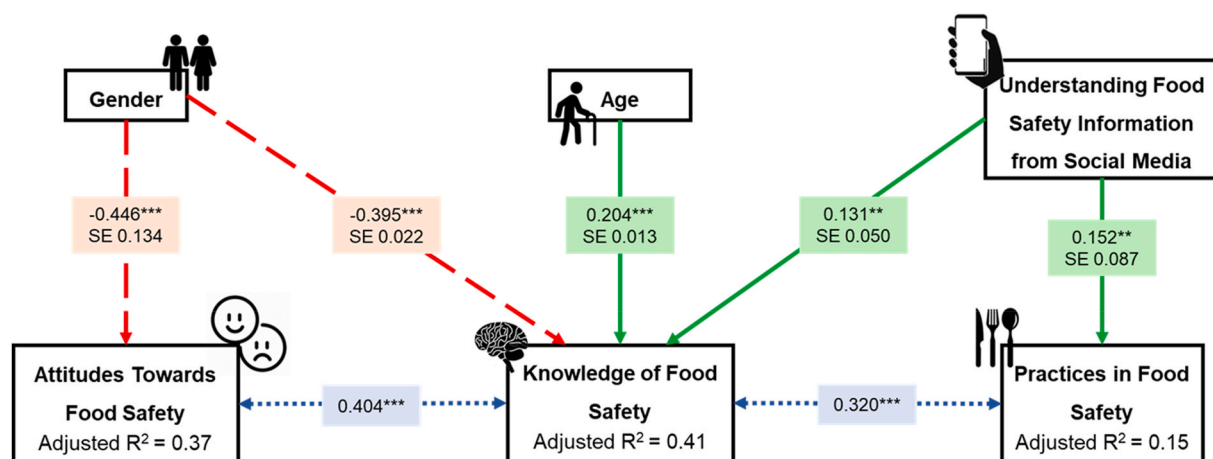 Gender
Age
Understanding Food
Safety Information
from Social Media
-0.446***
SE 0.134
-0.395***
SE 0.022
0.204***
SE 0.013
0.131**
SE 0.050
0.152**
SE 0.087
Attitudes Towards
Food Safety
Adjusted R² = 0.37
0.404***
Knowledge of Food
Safety
Adjusted R² = 0.41
0.320***
Practices in Food
Safety
Adjusted R² = 0.15